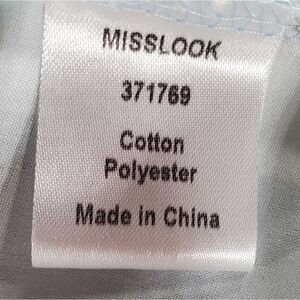 MISSLOOK
371769
Cotton
Polyester
Made in China